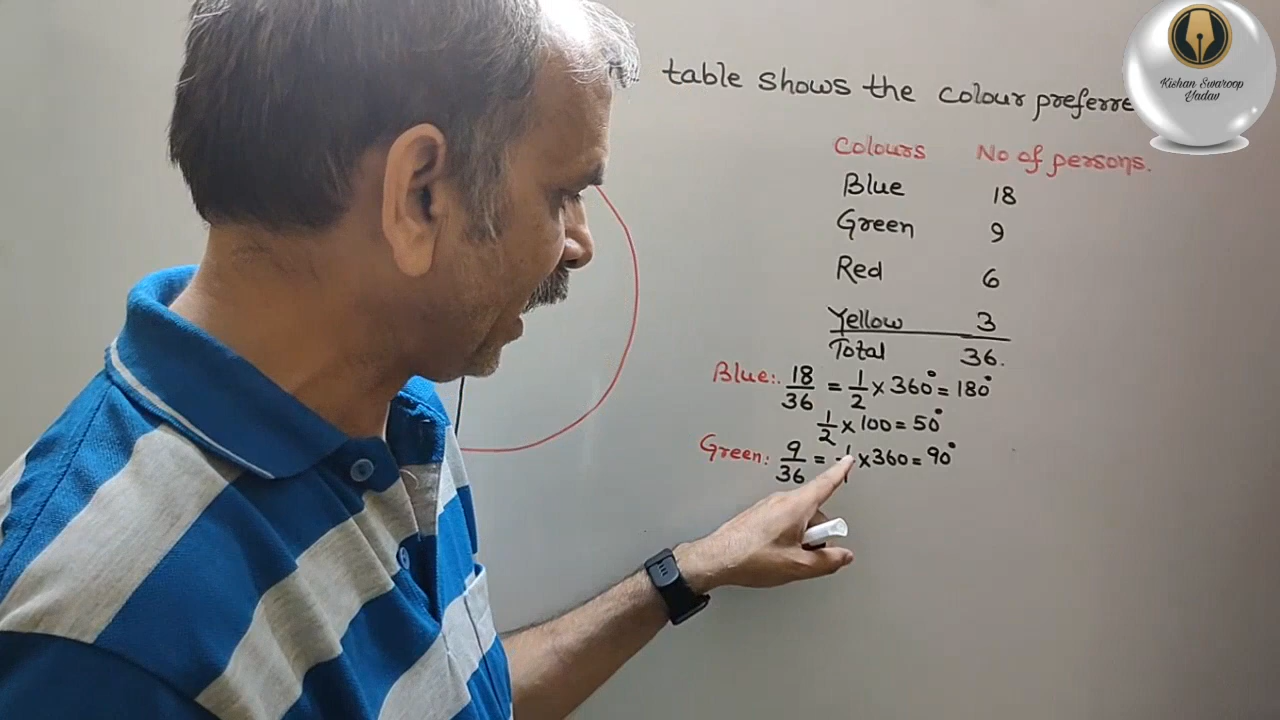 table shows the colour preferre
Kishan Swaroop
Yadav
Colours No of persons.
Blue 18
Green 9
Red 6
Yellow 3
Total 36.
Blue:. 18/36 = 1/2 x 360° = 180°
1/2 x 100 = 50°
Green: 9/36 = x 360 = 90°